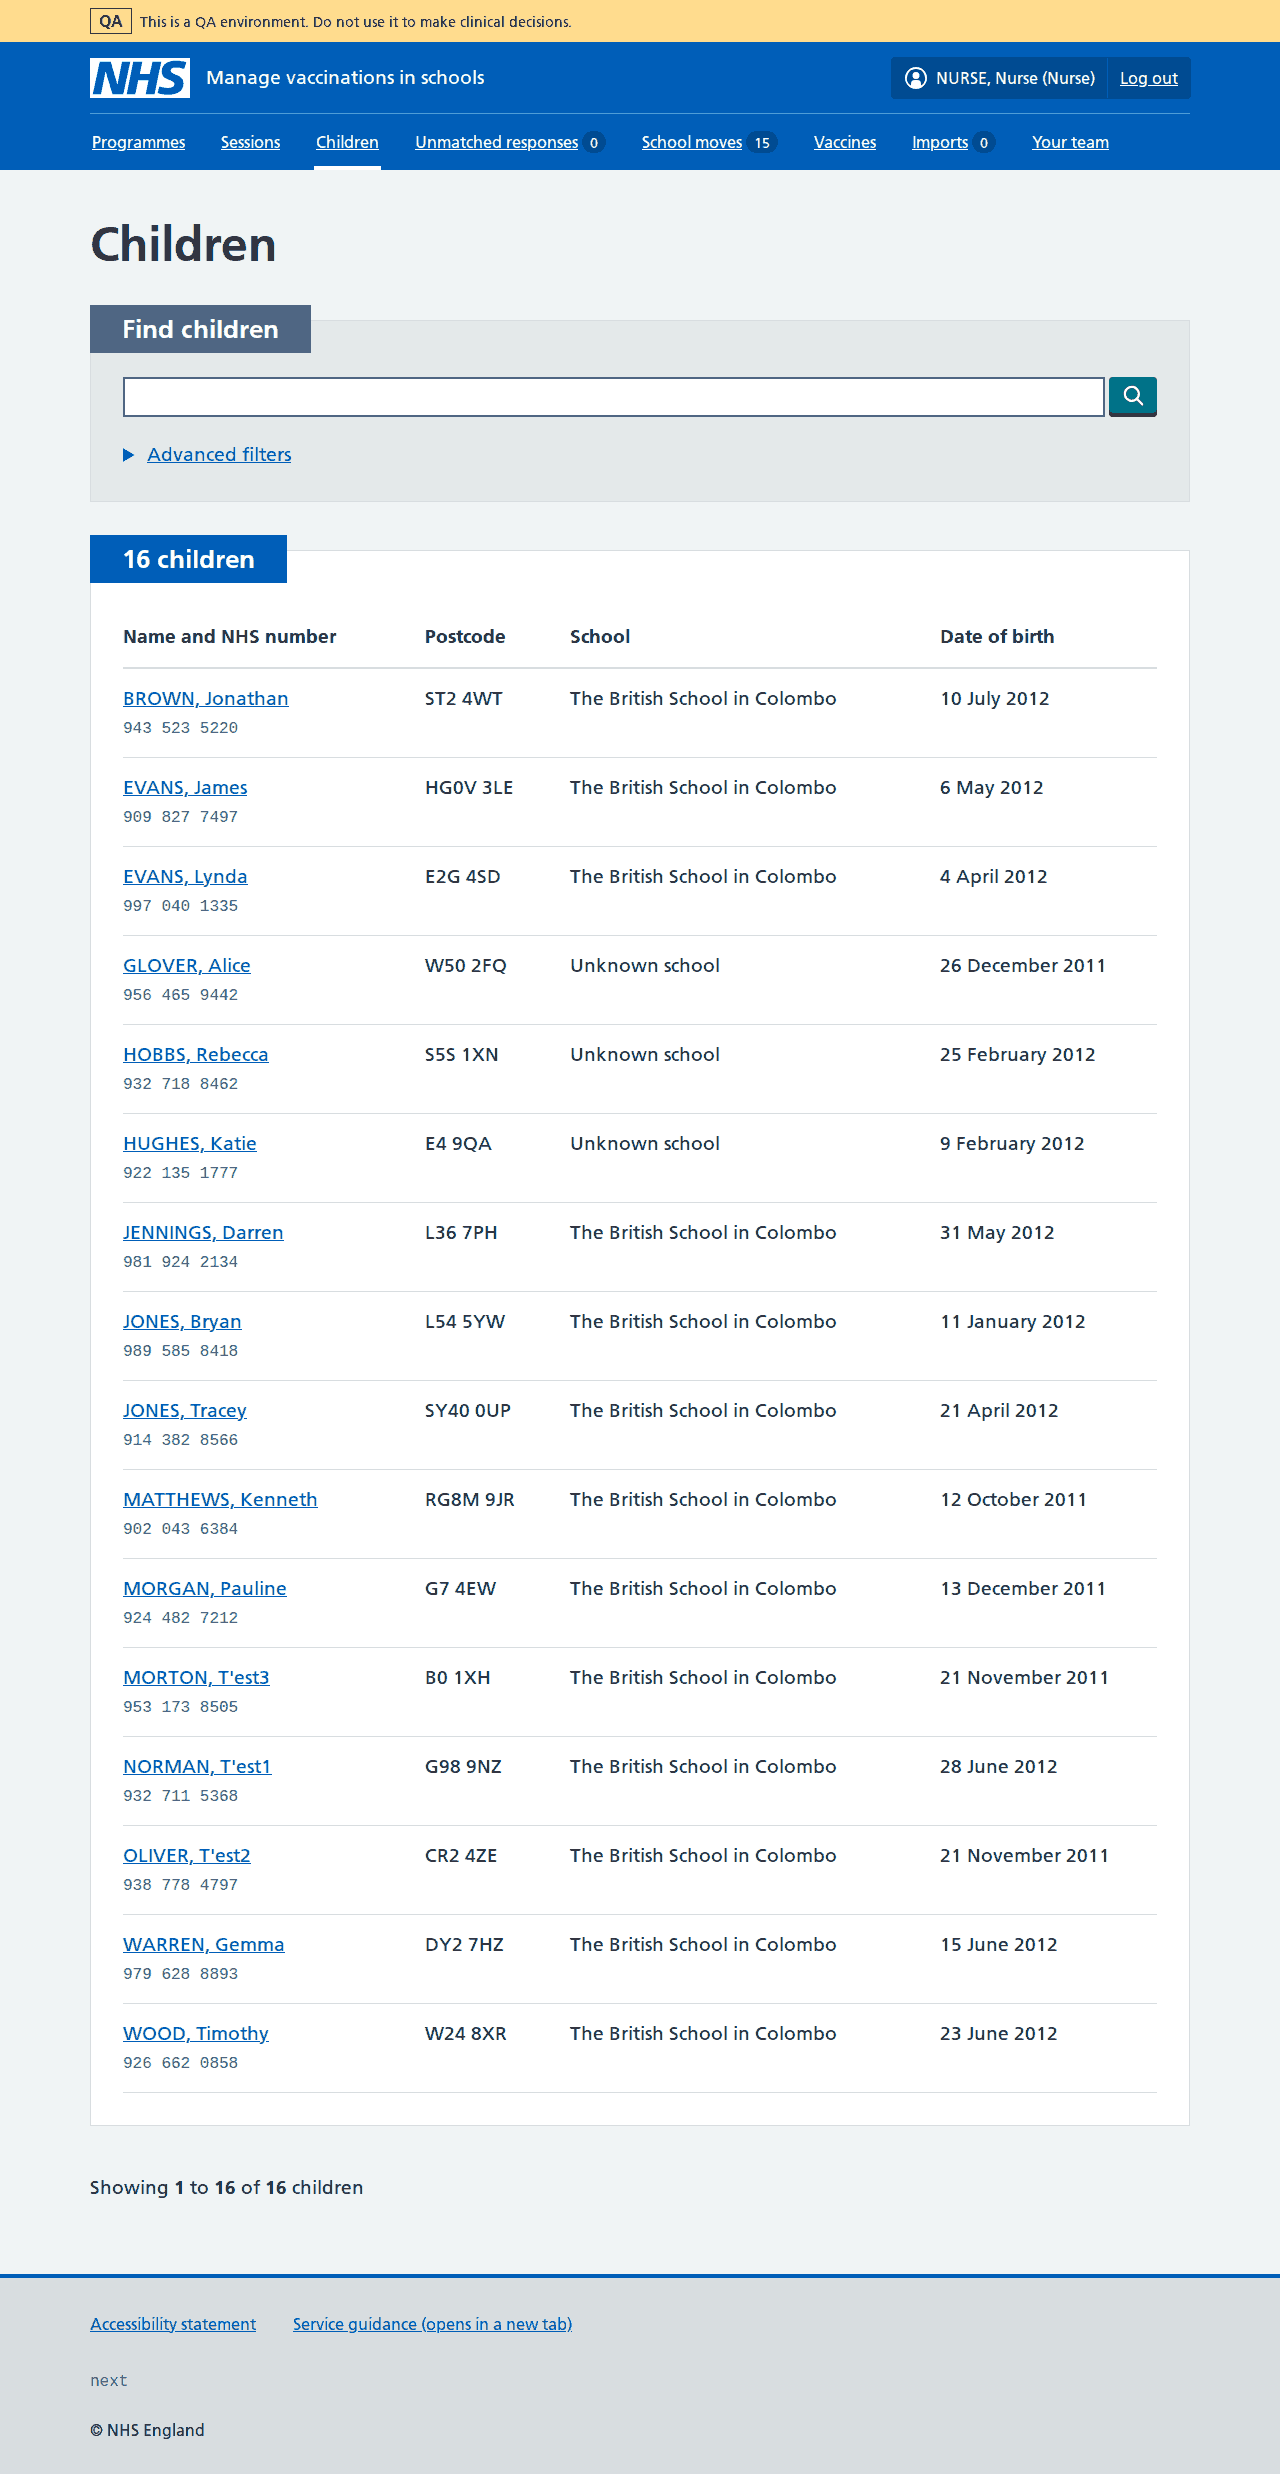 QA This is a QA environment. Do not use it to make clinical decisions.
NHS Manage vaccinations in schools NURSE, Nurse (Nurse) Log out
Programmes Sessions Children Unmatched responses 0 School moves 15 Vaccines Imports 0 Your team
Children
Find children
Advanced filters
16 children
Name and NHS number Postcode School Date of birth
BROWN, Jonathan ST2 4WT The British School in Colombo 10 July 2012
943 523 5220
EVANS, James HG0V 3LE The British School in Colombo 6 May 2012
909 827 7497
EVANS, Lynda E2G 4SD The British School in Colombo 4 April 2012
997 040 1335
GLOVER, Alice W50 2FQ Unknown school 26 December 2011
956 465 9442
HOBBS, Rebecca S5S 1XN Unknown school 25 February 2012
932 718 8462
HUGHES, Katie E4 9QA Unknown school 9 February 2012
922 135 1777
JENNINGS, Darren L36 7PH The British School in Colombo 31 May 2012
981 924 2134
JONES, Bryan L54 5YW The British School in Colombo 11 January 2012
989 585 8418
JONES, Tracey SY40 0UP The British School in Colombo 21 April 2012
914 382 8566
MATTHEWS, Kenneth RG8M 9JR The British School in Colombo 12 October 2011
902 043 6384
MORGAN, Pauline G7 4EW The British School in Colombo 13 December 2011
924 482 7212
MORTON, T'est3 B0 1XH The British School in Colombo 21 November 2011
953 173 8505
NORMAN, T'est1 G98 9NZ The British School in Colombo 28 June 2012
932 711 5368
OLIVER, T'est2 CR2 4ZE The British School in Colombo 21 November 2011
938 778 4797
WARREN, Gemma DY2 7HZ The British School in Colombo 15 June 2012
979 628 8893
WOOD, Timothy W24 8XR The British School in Colombo 23 June 2012
926 662 0858
Showing 1 to 16 of 16 children
Accessibility statement Service guidance (opens in a new tab)
next
© NHS England